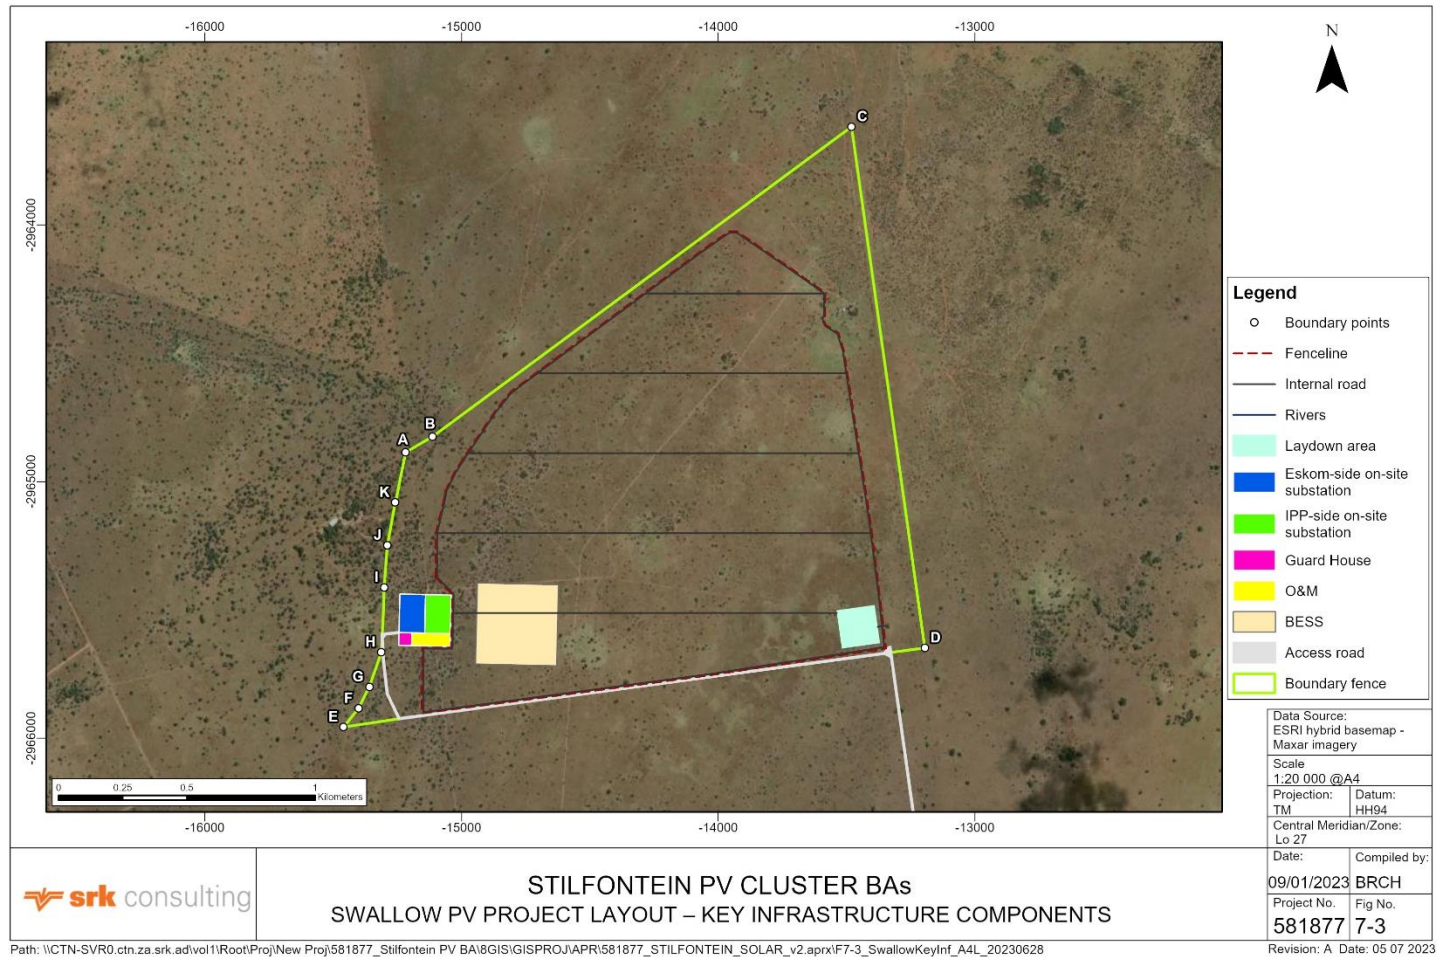 -16000
-15000
-14000
-13000
N
C
-2964000
B
A
-2965000
K
J
I
H
D
G
F
E
-2966000
0
0.25
0.5
1
Kilometers
-16000
-15000
-14000
-13000
Legend
Boundary points
Fenceline
Internal road
Rivers
Laydown area
Eskom-side on-site
substation
IPP-side on-site
substation
Guard House
O&M
BESS
Access road
Boundary fence
Data Source:
ESRI hybrid basemap -
Maxar imagery
Scale
1:20 000 @A4
Projection:
TM
Datum:
HH94
Central Meridian/Zone:
Lo 27
Date:
09/01/2023
Compiled by:
BRCH
Project No.
581877
Fig No.
7-3
srk consulting
STILFONTEIN PV CLUSTER BAs
SWALLOW PV PROJECT LAYOUT – KEY INFRASTRUCTURE COMPONENTS
Path: \\CTN-SVR0.ctn.za.srk.ad\vol1\Root\Proj\New Proj\581877_Stilfontein PV BA\8GIS\GISPROJ\APR\581877_STILFONTEIN_SOLAR_v2.aprx\F7-3_SwallowKeyInf_A4L_20230628
Revision: A Date: 05 07 2023